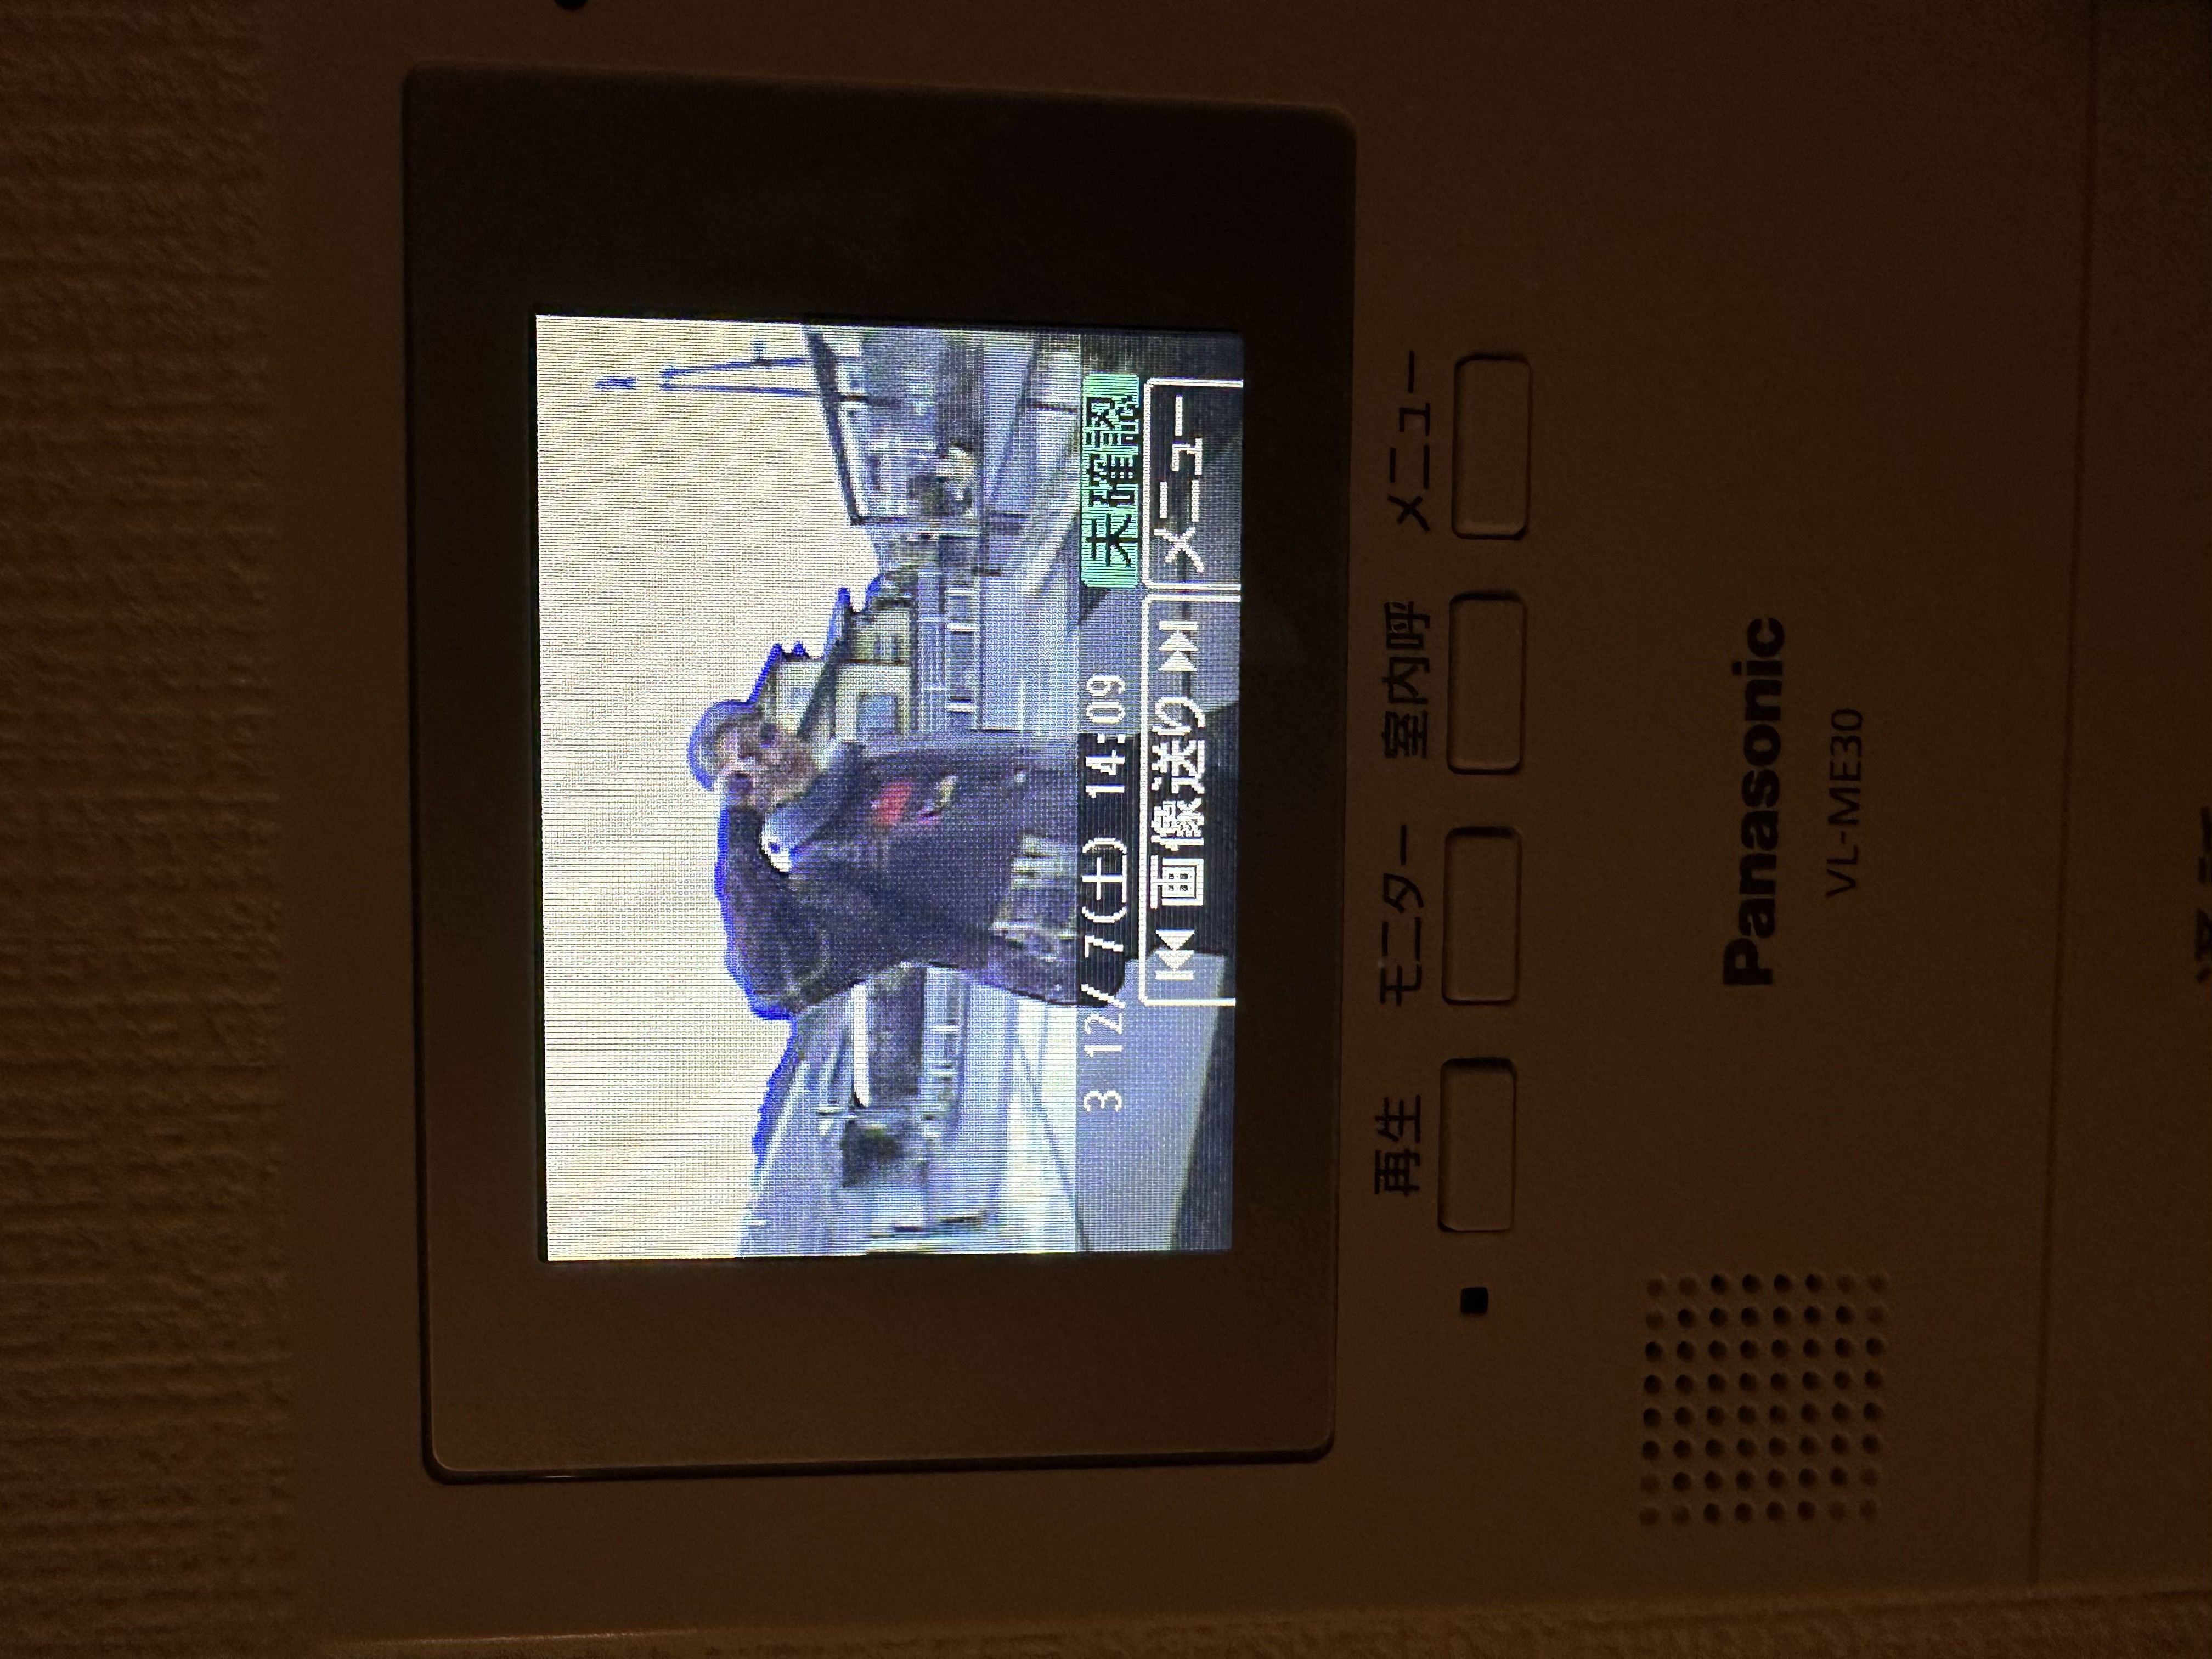 3 12/ 7(土) 14:09 未確認
⏮ 画像送り ⏭ メニュー
再生 モニター 室内呼 メニュー
Panasonic
VL-ME30